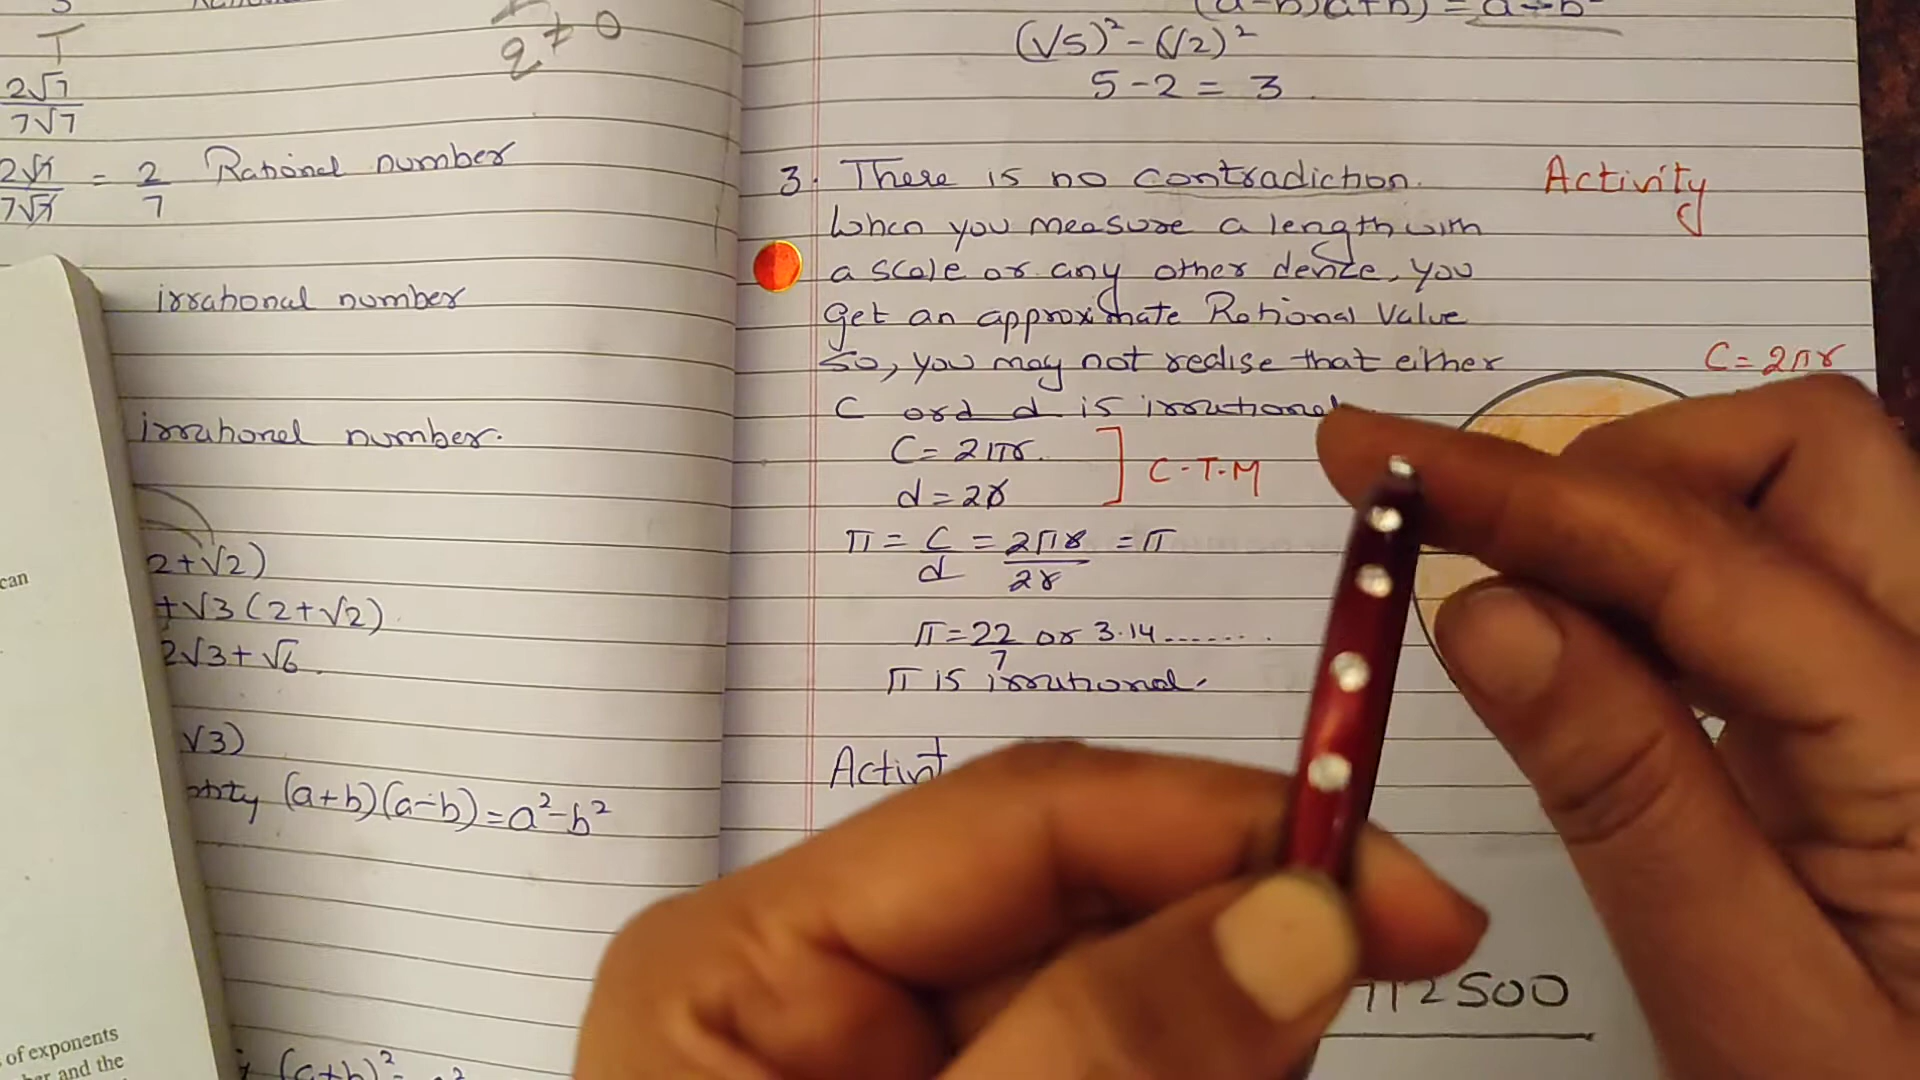 q ≠ 0
2√7
7√7
2√7 = 2 Rational number
7√7 7
irrational number
irrational number.
2+√2)
+√3(2+√2)
2√3+√6
√3)
(a+b)(a-b)=a²-b²
can
of exponents
and the
(a-b)(a+b) = a²-b²
(√5)²-(√2)²
5-2 = 3
3. There is no contradiction.
Activity
When you measure a length with
a scale or any other device, you
get an approximate Rational Value
So, you may not realise that either
C = 2πr
C or d d is irrational
C = 2πr.
d = 2r
] C-T-M
π = C = 2πr = π
d 2r
π = 22 or 3.14.......
7
π is irrational.
Activit
500